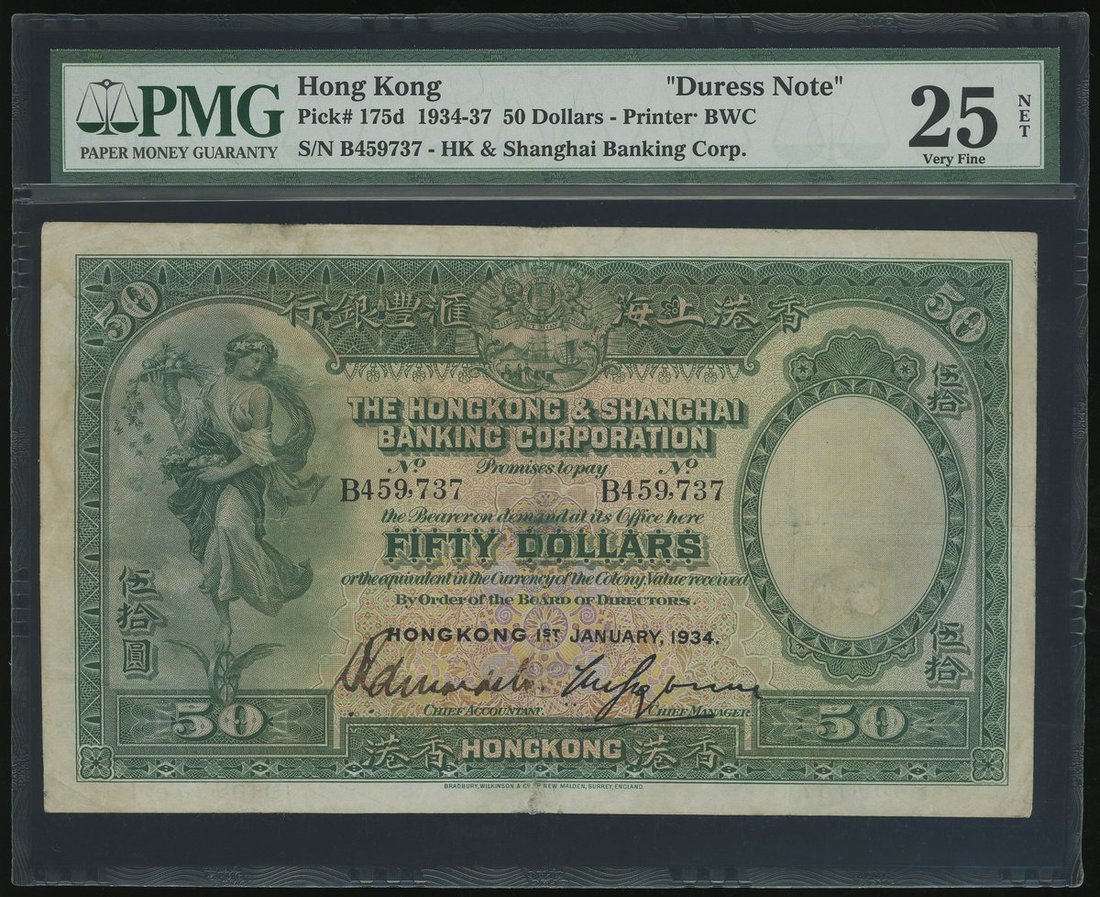 PMG
PAPER MONEY GUARANTY
Hong Kong "Duress Note"
Pick# 175d 1934-37 50 Dollars - Printer· BWC
S/N B459737 - HK & Shanghai Banking Corp.
25
NET
Very Fine
50 50
行銀豐滙 海上港香
伍拾
THE HONGKONG & SHANGHAI
BANKING CORPORATION
No Promises to pay No
B459,737 B459,737
the Bearer on demand at its Office here
FIFTY DOLLARS
or the equivalent in the Currency of the Colony, Value received
By Order of the BOARD OF DIRECTORS.
伍拾圓
HONGKONG 1ST JANUARY, 1934.
伍拾
CHIEF ACCOUNTANT. CHIEF MANAGER.
50 50
港香 HONGKONG 港香
BRADBURY, WILKINSON & Co. Ld NEW MALDEN, SURREY, ENGLAND.